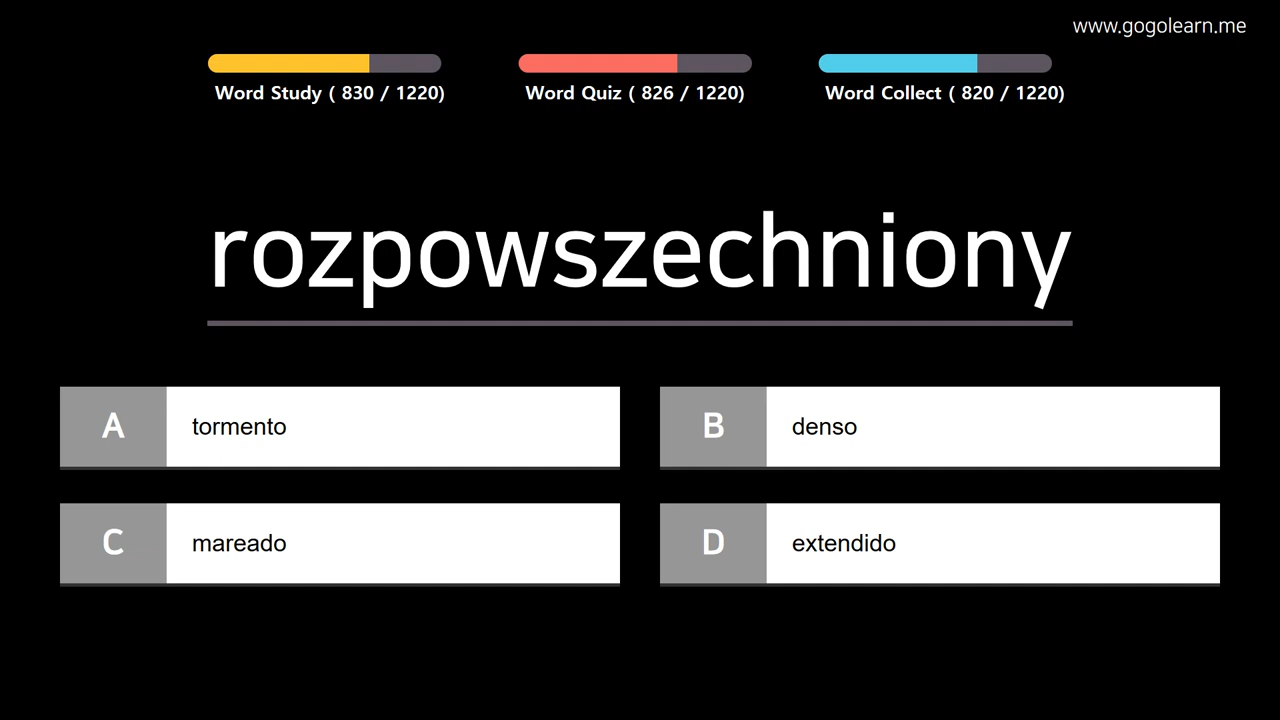 www.gogolearn.me
Word Study ( 830 / 1220)
Word Quiz ( 826 / 1220)
Word Collect ( 820 / 1220)
rozpowszechniony
A tormento
B denso
C mareado
D extendido